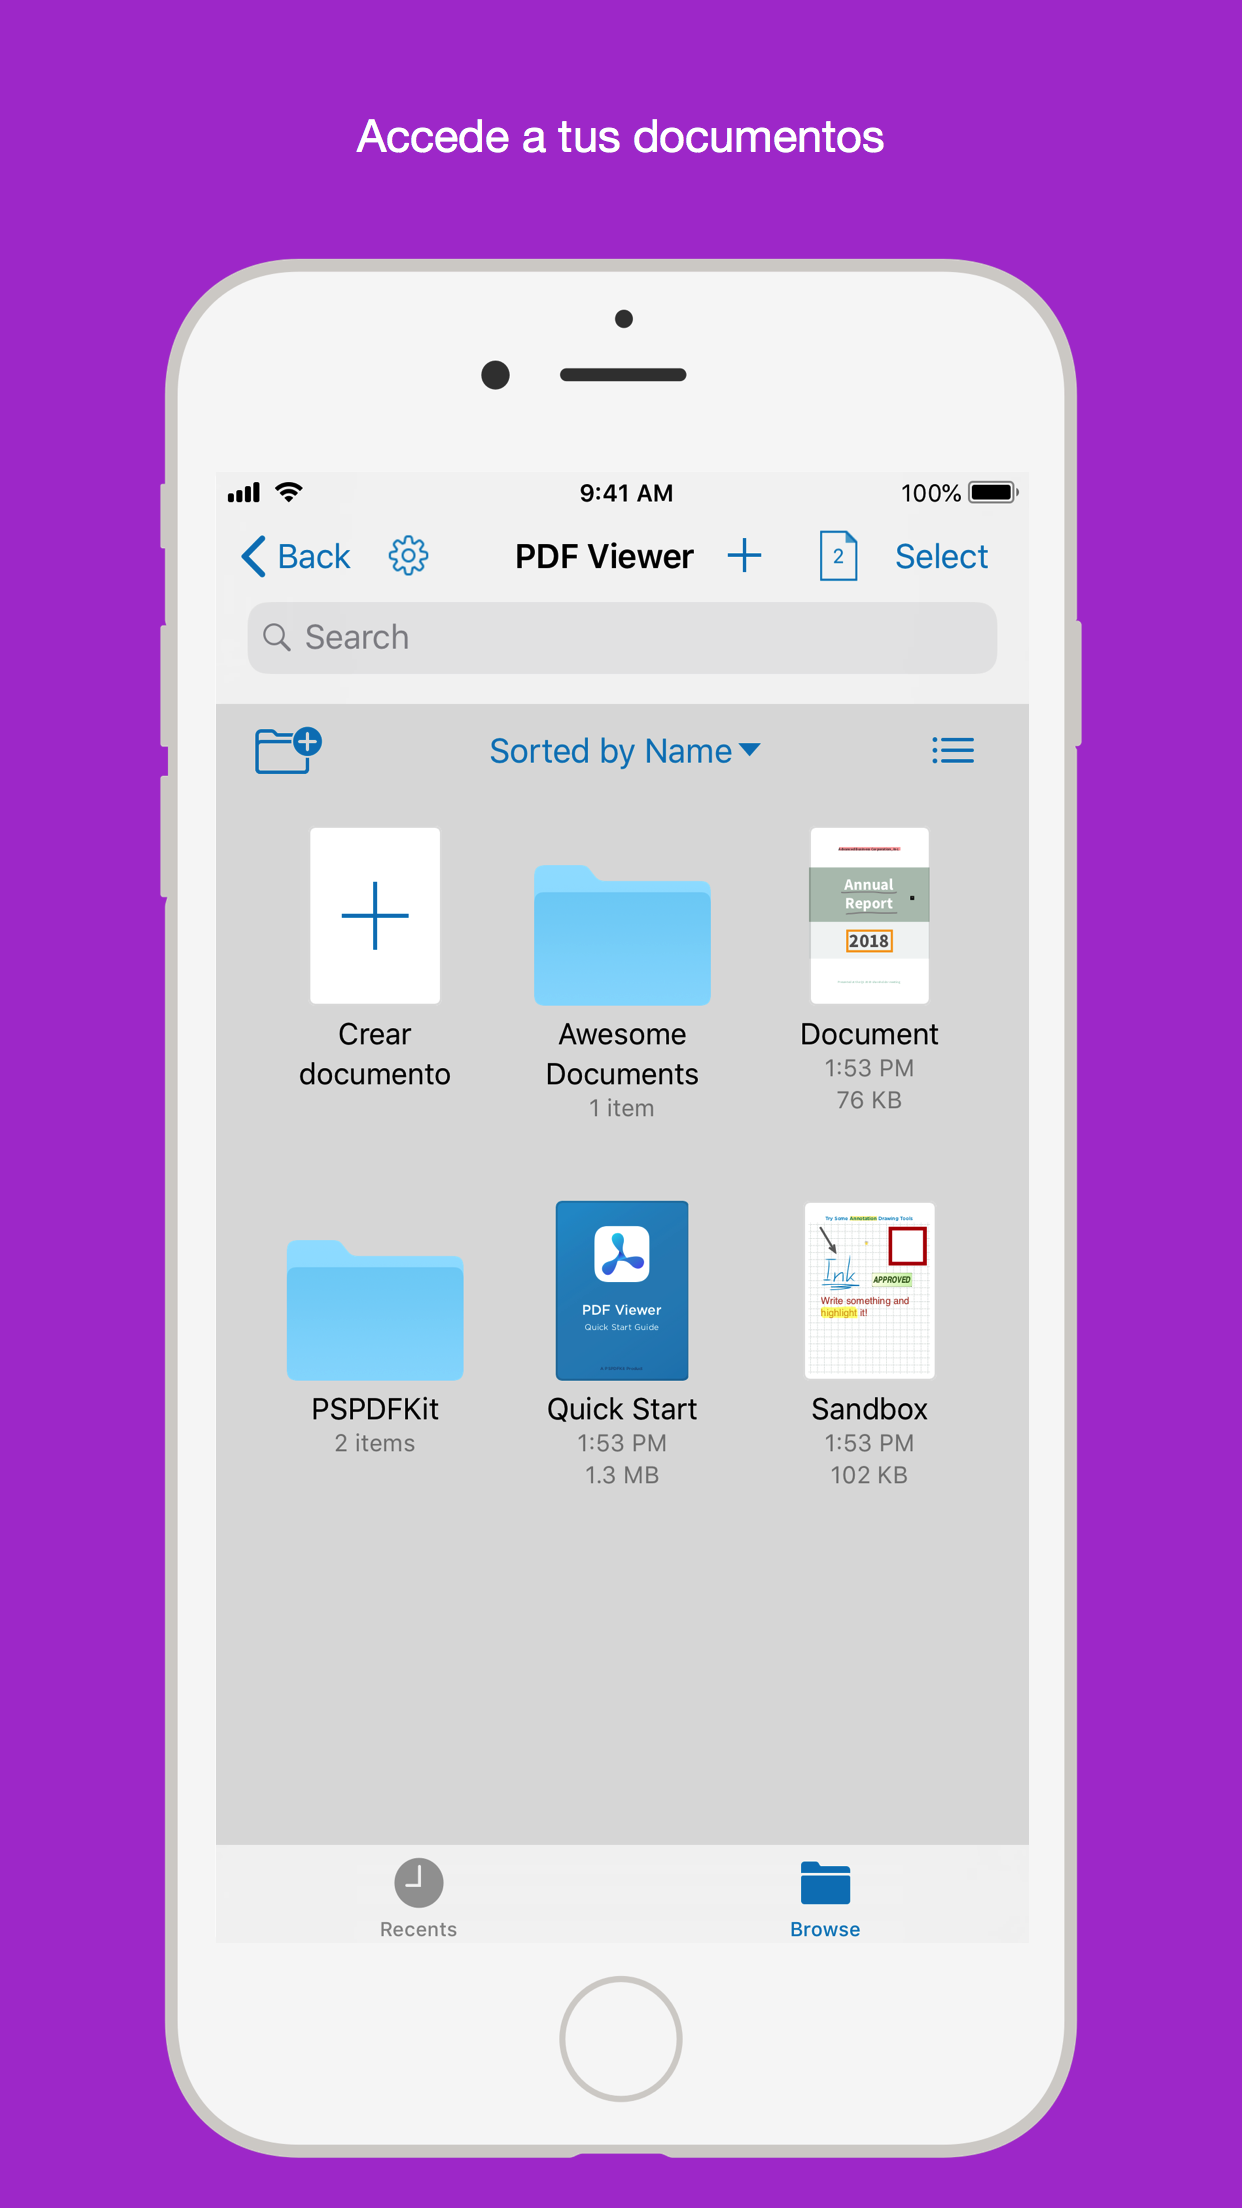 Accede a tus documentos
9:41 AM
100%
Back
PDF Viewer
2
Select
Search
Sorted by Name
Annual
Report
2018
Crear
documento
Awesome
Documents
1 item
Document
1:53 PM
76 KB
PDF Viewer
Quick Start Guide
Try Some Annotation Drawing Tools
Ink
APPROVED
Write something and
highlight it!
PSPDFKit
2 items
Quick Start
1:53 PM
1.3 MB
Sandbox
1:53 PM
102 KB
Recents
Browse